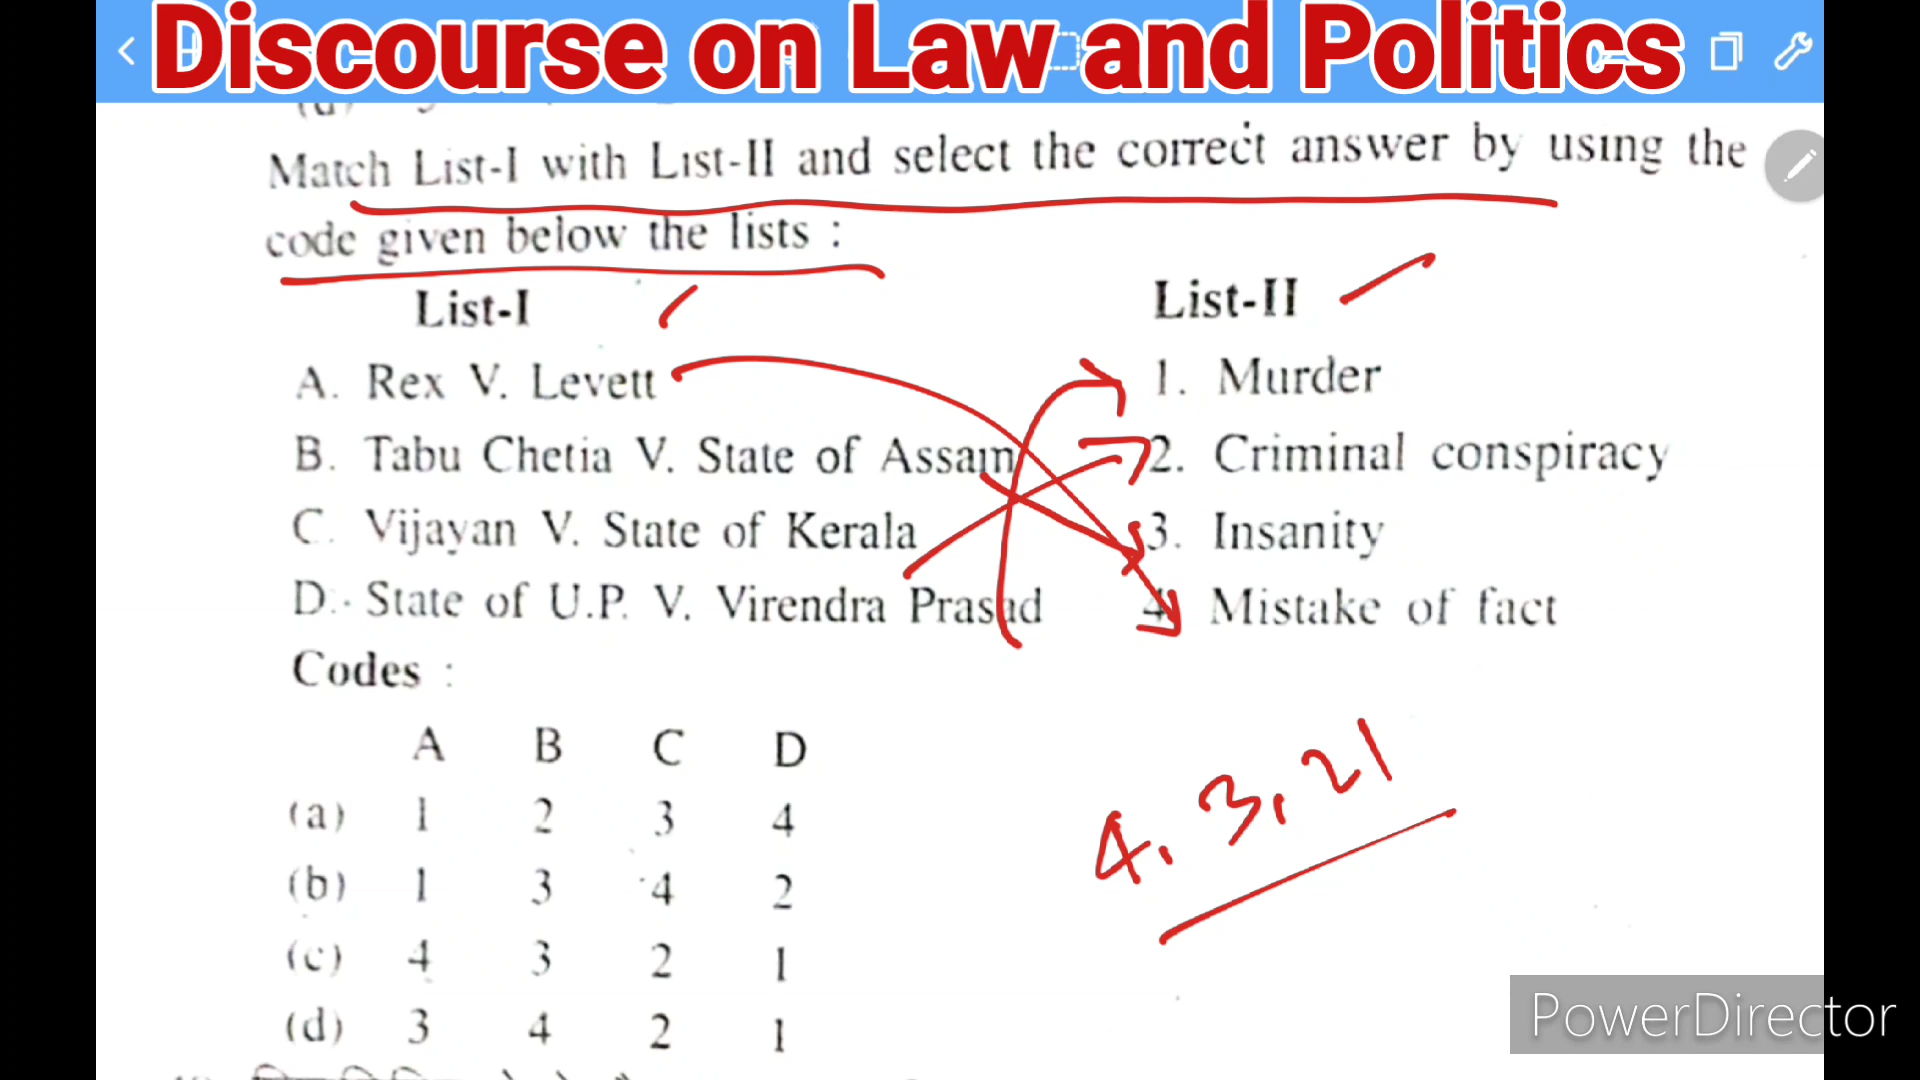 Discourse on Law and Politics
Match List-I with List-II and select the correct answer by using the
code given below the lists :
List-I List-II
A. Rex V. Levett 1. Murder
B. Tabu Chetia V. State of Assam 2. Criminal conspiracy
C. Vijayan V. State of Kerala 3. Insanity
D. State of U.P. V. Virendra Prasad 4. Mistake of fact
Codes :
A B C D
(a) 1 2 3 4
(b) 1 3 4 2
(c) 4 3 2 1
(d) 3 4 2 1
4, 3, 21
PowerDirector